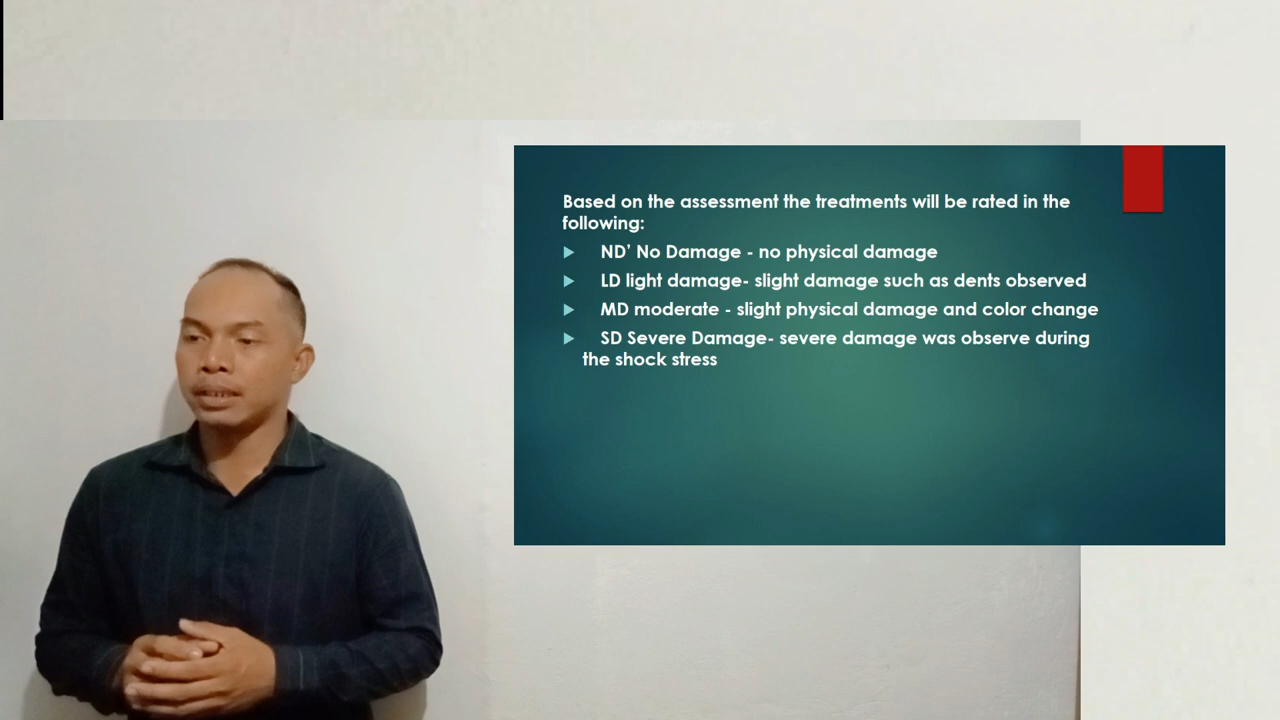 Based on the assessment the treatments will be rated in the
following:
ND' No Damage - no physical damage
LD light damage- slight damage such as dents observed
MD moderate - slight physical damage and color change
SD Severe Damage- severe damage was observe during
the shock stress